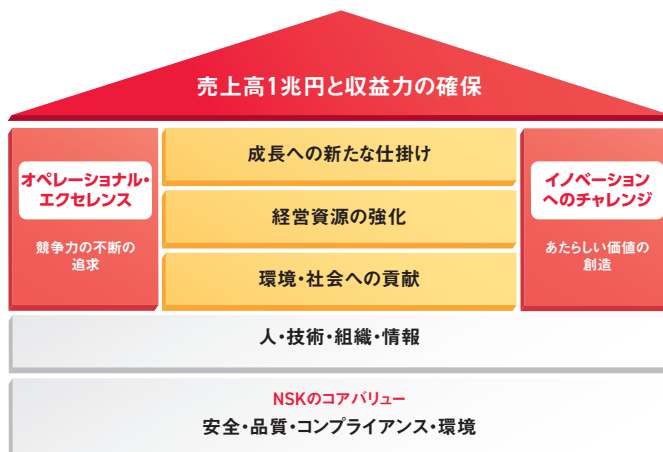 売上高1兆円と収益力の確保
オペレーショナル・
エクセレンス
競争力の不断の
追求
成長への新たな仕掛け
経営資源の強化
環境・社会への貢献
イノベーション
へのチャレンジ
あたらしい価値の
創造
人・技術・組織・情報
NSKのコアバリュー
安全・品質・コンプライアンス・環境